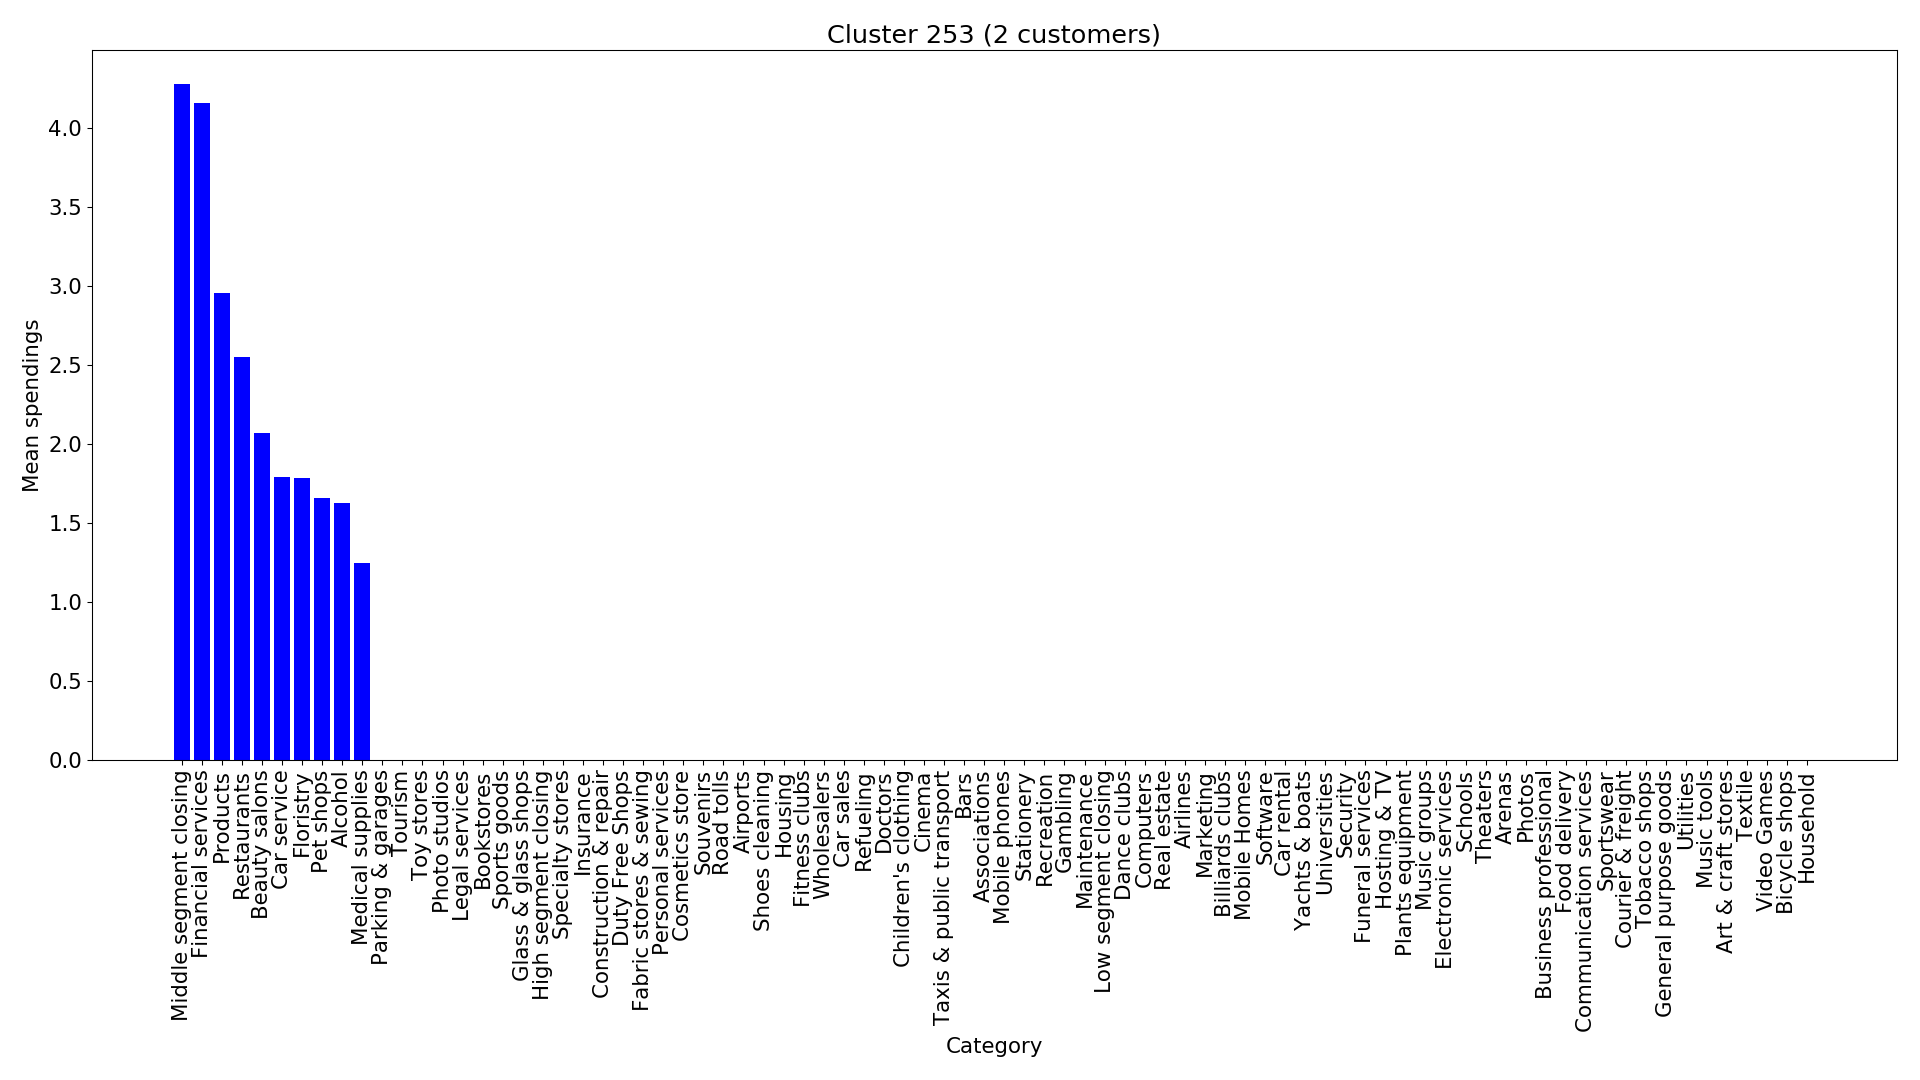 Cluster 253 (2 customers)
Mean spendings
4.0
3.5
3.0
2.5
2.0
1.5
1.0
0.5
0.0
Middle segment closing
Financial services
Products
Restaurants
Beauty salons
Car service
Floristry
Pet shops
Alcohol
Medical supplies
Parking & garages
Tourism
Toy stores
Photo studios
Legal services
Bookstores
Sports goods
Glass & glass shops
High segment closing
Specialty stores
Insurance
Construction & repair
Duty Free Shops
Fabric stores & sewing
Personal services
Cosmetics store
Souvenirs
Road tolls
Airports
Shoes cleaning
Housing
Fitness clubs
Wholesalers
Car sales
Refueling
Doctors
Children's clothing
Cinema
Taxis & public transport
Bars
Associations
Mobile phones
Stationery
Recreation
Gambling
Maintenance
Low segment closing
Dance clubs
Computers
Real estate
Airlines
Marketing
Billiards clubs
Mobile Homes
Software
Car rental
Yachts & boats
Universities
Security
Funeral services
Hosting & TV
Plants equipment
Music groups
Electronic services
Schools
Theaters
Arenas
Photos
Business professional
Food delivery
Communication services
Sportswear
Courier & freight
Tobacco shops
General purpose goods
Utilities
Music tools
Art & craft stores
Textile
Video Games
Bicycle shops
Household
Category